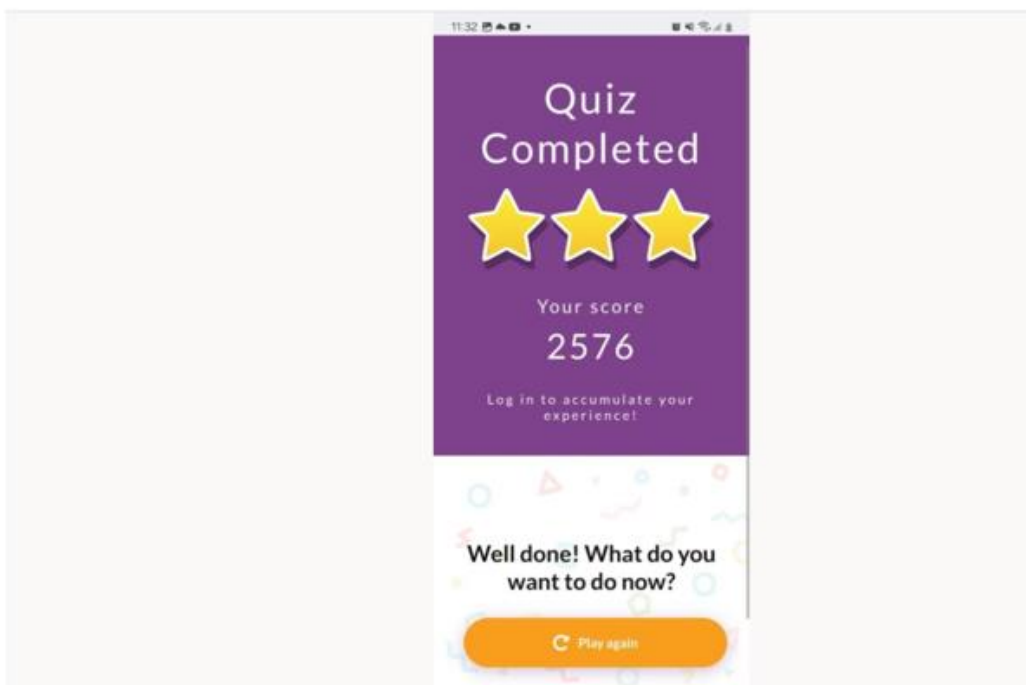 11:32
Quiz
Completed
Your score
2576
Log in to accumulate your
experience!
Well done! What do you
want to do now?
Play again